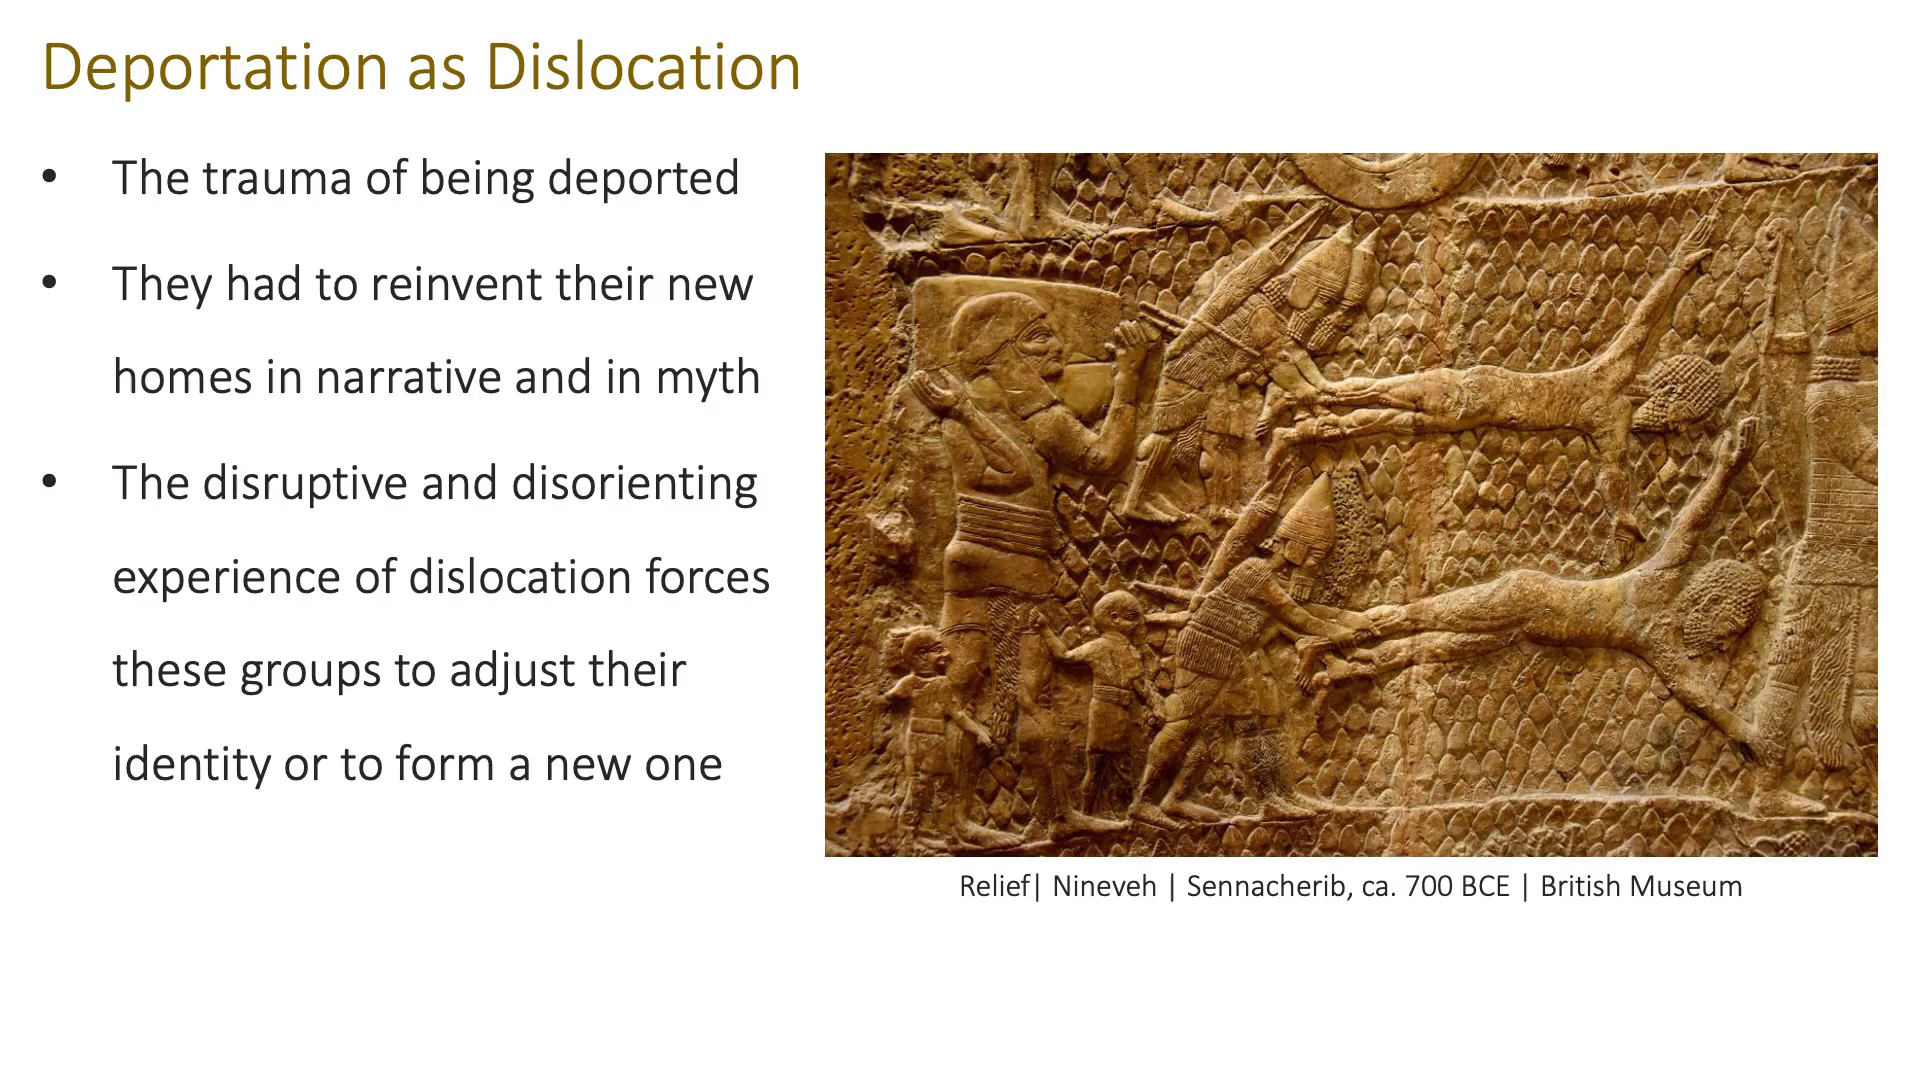 Deportation as Dislocation
• The trauma of being deported
• They had to reinvent their new
homes in narrative and in myth
• The disruptive and disorienting
experience of dislocation forces
these groups to adjust their
identity or to form a new one
Relief| Nineveh | Sennacherib, ca. 700 BCE | British Museum